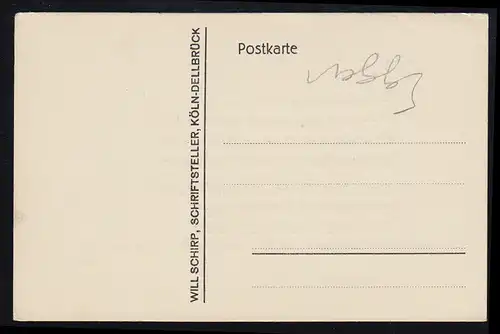 Postkarte
WILL SCHIRP, SCHRIFTSTELLER, KÖLN-DELLBRÜCK